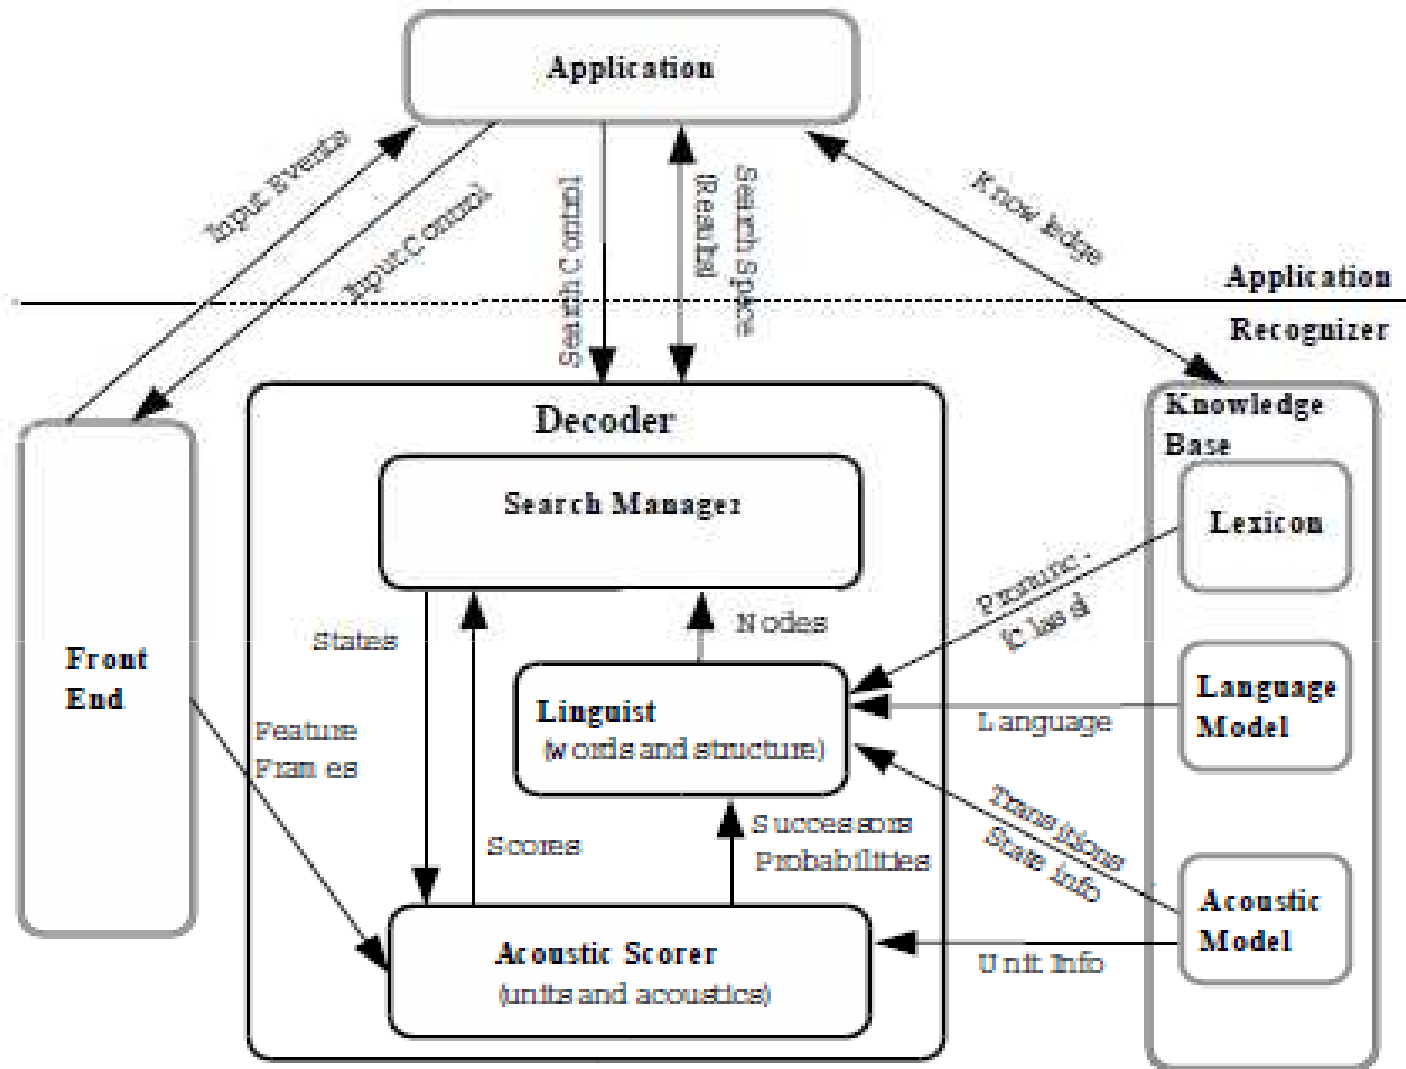 Application
Input Events
Input Control
Search Control
Search Space
(Results)
Knowledge
Application
Recognizer
Decoder
Knowledge
Base
Search Manager
Lexicon
Pronunc.
(Class)
States
Nodes
Front
End
Linguist
(words and structure)
Language
Model
Language
Feature
Frames
Scores
Successors
Probabilities
Transitions
State info
Acoustic
Model
Acoustic Scorer
(units and acoustics)
Unit Info